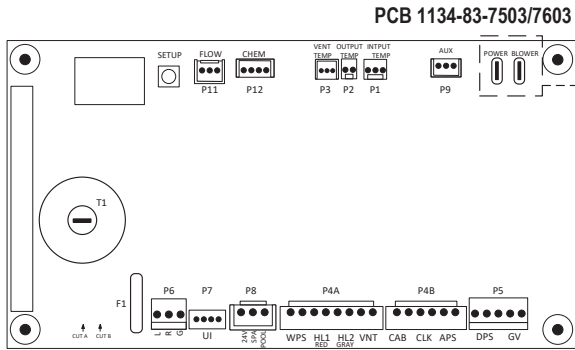 PCB 1134-83-7503/7603
SETUP
FLOW
P11
CHEM
P12
VENT
TEMP
P3
OUTPUT
TEMP
P2
INTPUT
TEMP
P1
AUX
P9
POWER
BLOWER
T1
F1
CUT A
CUT B
P6
L R G
P7
UI
P8
24V
SPA
POOL
P4A
WPS HL1 HL2 VNT
RED GRAY
P4B
CAB CLK APS
P5
DPS GV